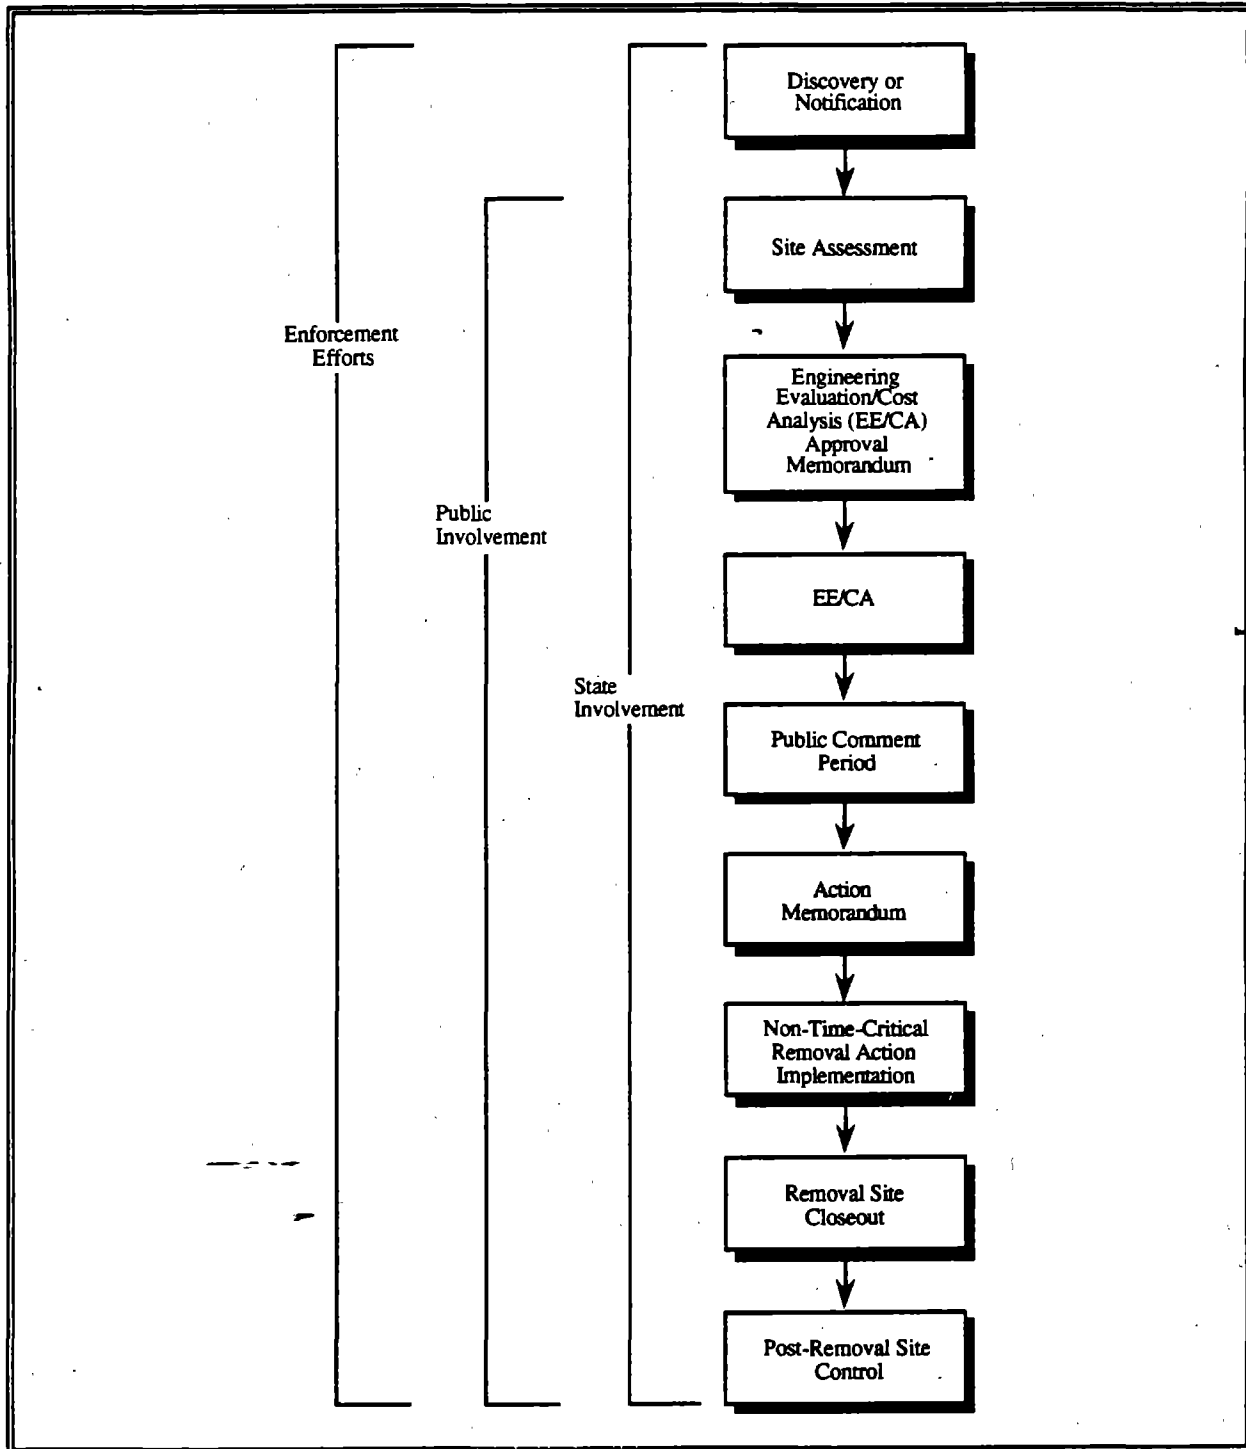 Discovery or
Notification
Site Assessment
Enforcement
Efforts
Engineering
Evaluation/Cost
Analysis (EE/CA)
Approval
Memorandum
Public
Involvement
EE/CA
State
Involvement
Public Comment
Period
Action
Memorandum
Non-Time-Critical
Removal Action
Implementation
Removal Site
Closeout
Post-Removal Site
Control